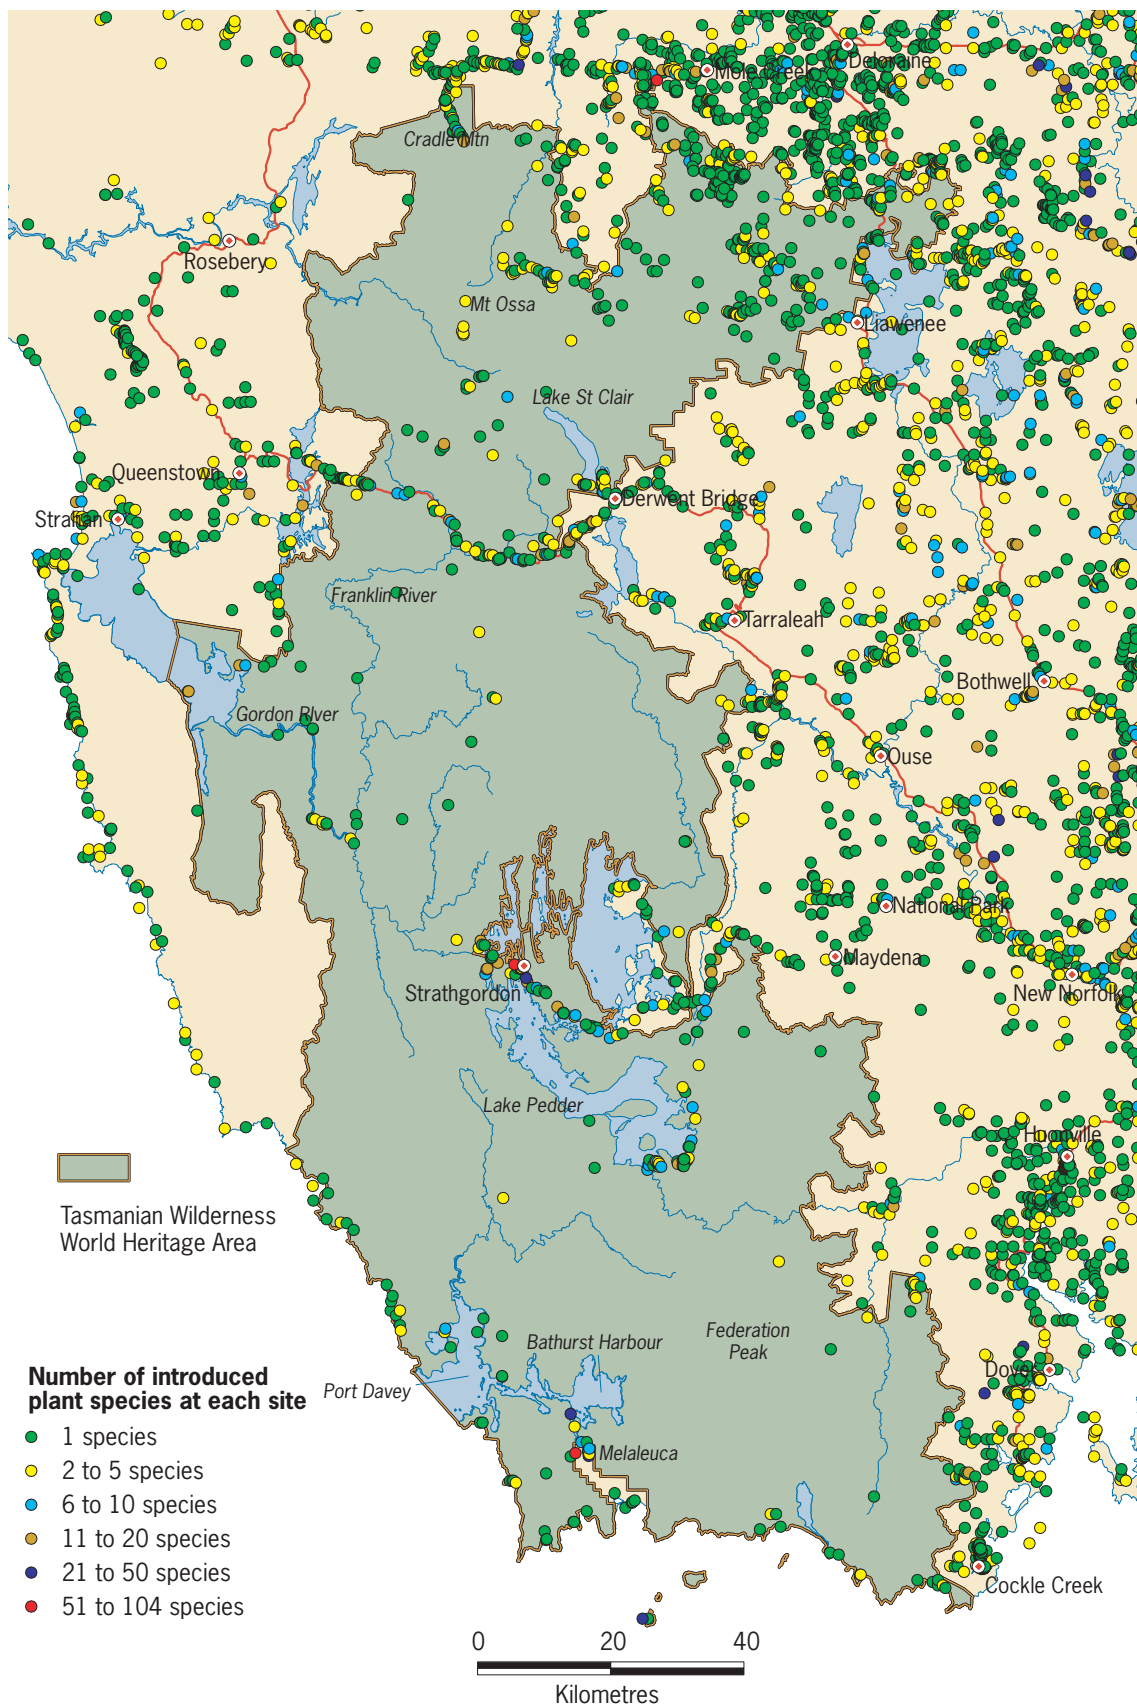 Deloraine
Mole Creek
Cradle Mtn
Rosebery
Mt Ossa
Liawenee
Lake St Clair
Queenstown
Derwent Bridge
Strahan
Franklin River
Tarraleah
Bothwell
Gordon RIver
Ouse
National Park
Maydena
Strathgordon
New Norfolk
Lake Pedder
Huonville
Tasmanian Wilderness
World Heritage Area
Federation
Peak
Bathurst Harbour
Dover
Port Davey
Melaleuca
Number of introduced
plant species at each site
1 species
2 to 5 species
6 to 10 species
11 to 20 species
21 to 50 species
51 to 104 species
Cockle Creek
0 20 40
Kilometres